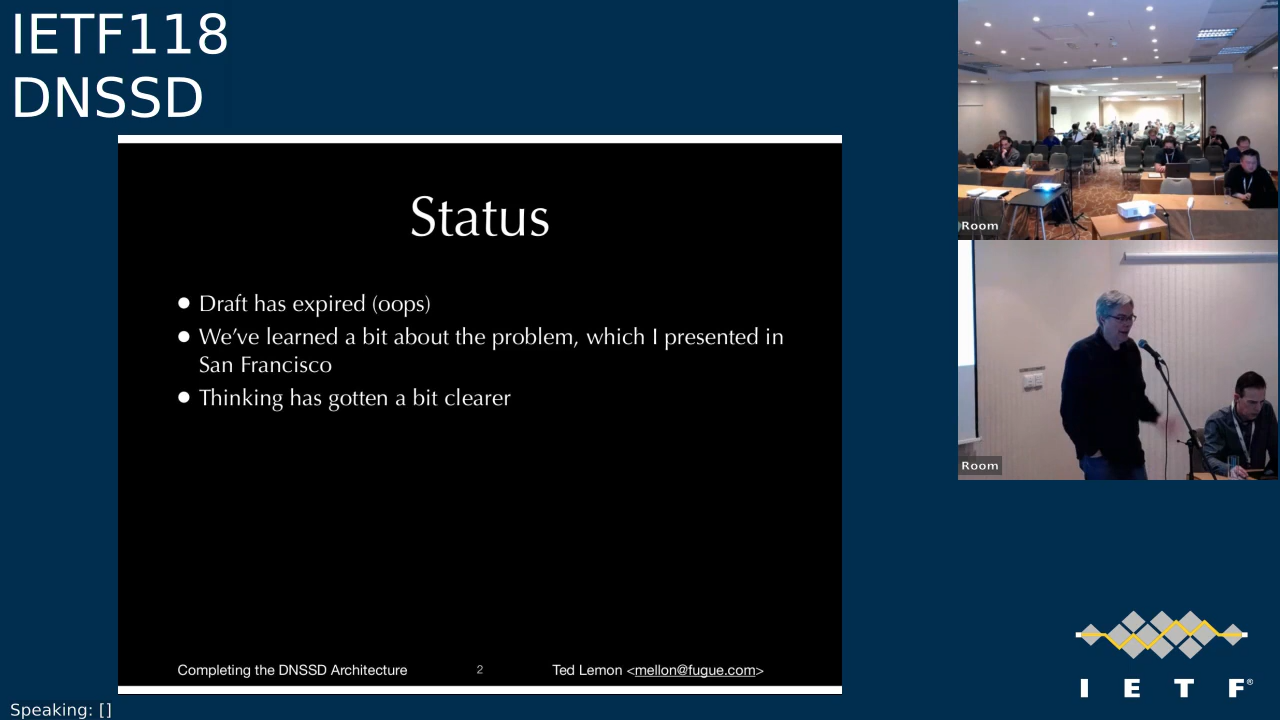 IETF118
DNSSD
Status
● Draft has expired (oops)
● We’ve learned a bit about the problem, which I presented in
San Francisco
● Thinking has gotten a bit clearer
Completing the DNSSD Architecture
2
Ted Lemon <mellon@fugue.com>
Room
Room
I E T F®
Speaking: []